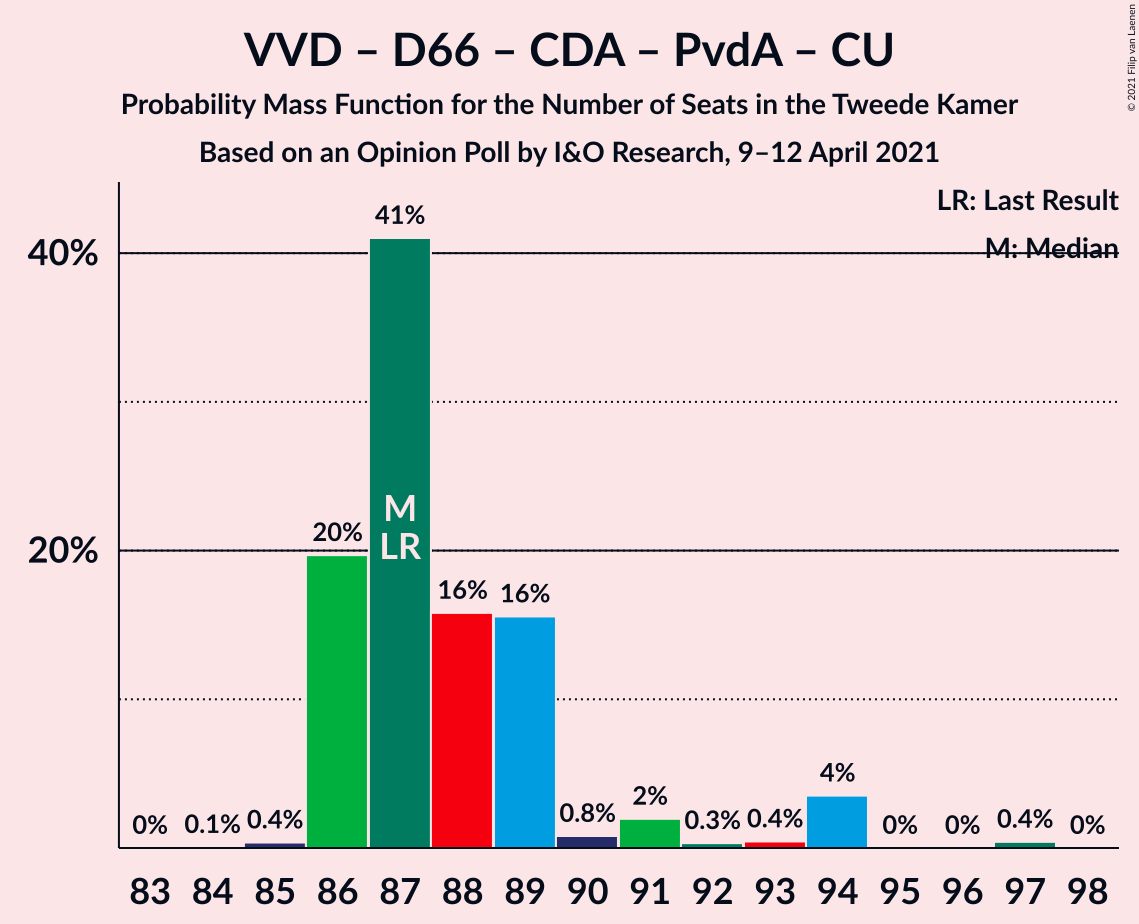 VVD – D66 – CDA – PvdA – CU
Probability Mass Function for the Number of Seats in the Tweede Kamer
Based on an Opinion Poll by I&O Research, 9–12 April 2021
© 2021 Filip van Laenen
LR: Last Result
M: Median
40%
20%
0%
0.1%
0.4%
20%
41%
M
LR
16%
16%
0.8%
2%
0.3%
0.4%
4%
0%
0%
0.4%
0%
83 84 85 86 87 88 89 90 91 92 93 94 95 96 97 98